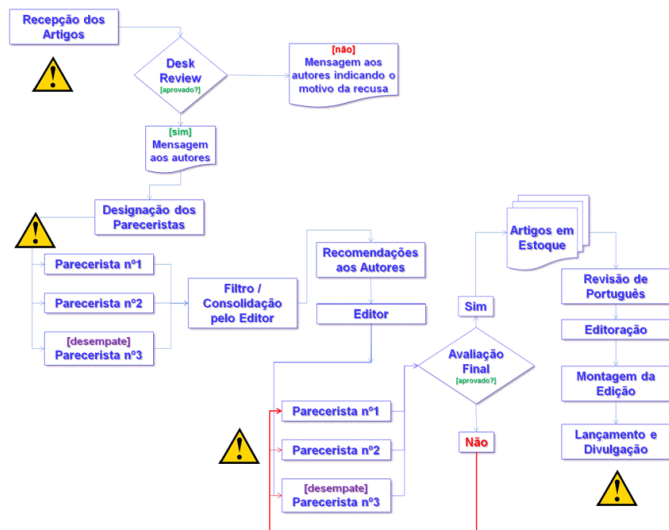 Recepção dos
Artigos
Desk
Review
[aprovado?]
[não]
Mensagem aos
autores indicando o
motivo da recusa
[sim]
Mensagem
aos autores
Designação dos
Pareceristas
Parecerista nº1
Parecerista nº2
[desempate]
Parecerista nº3
Filtro /
Consolidação
pelo Editor
Recomendações
aos Autores
Editor
Parecerista nº1
Parecerista nº2
[desempate]
Parecerista nº3
Avaliação
Final
[aprovado?]
Sim
Não
Artigos em
Estoque
Revisão de
Português
Editoração
Montagem da
Edição
Lançamento e
Divulgação